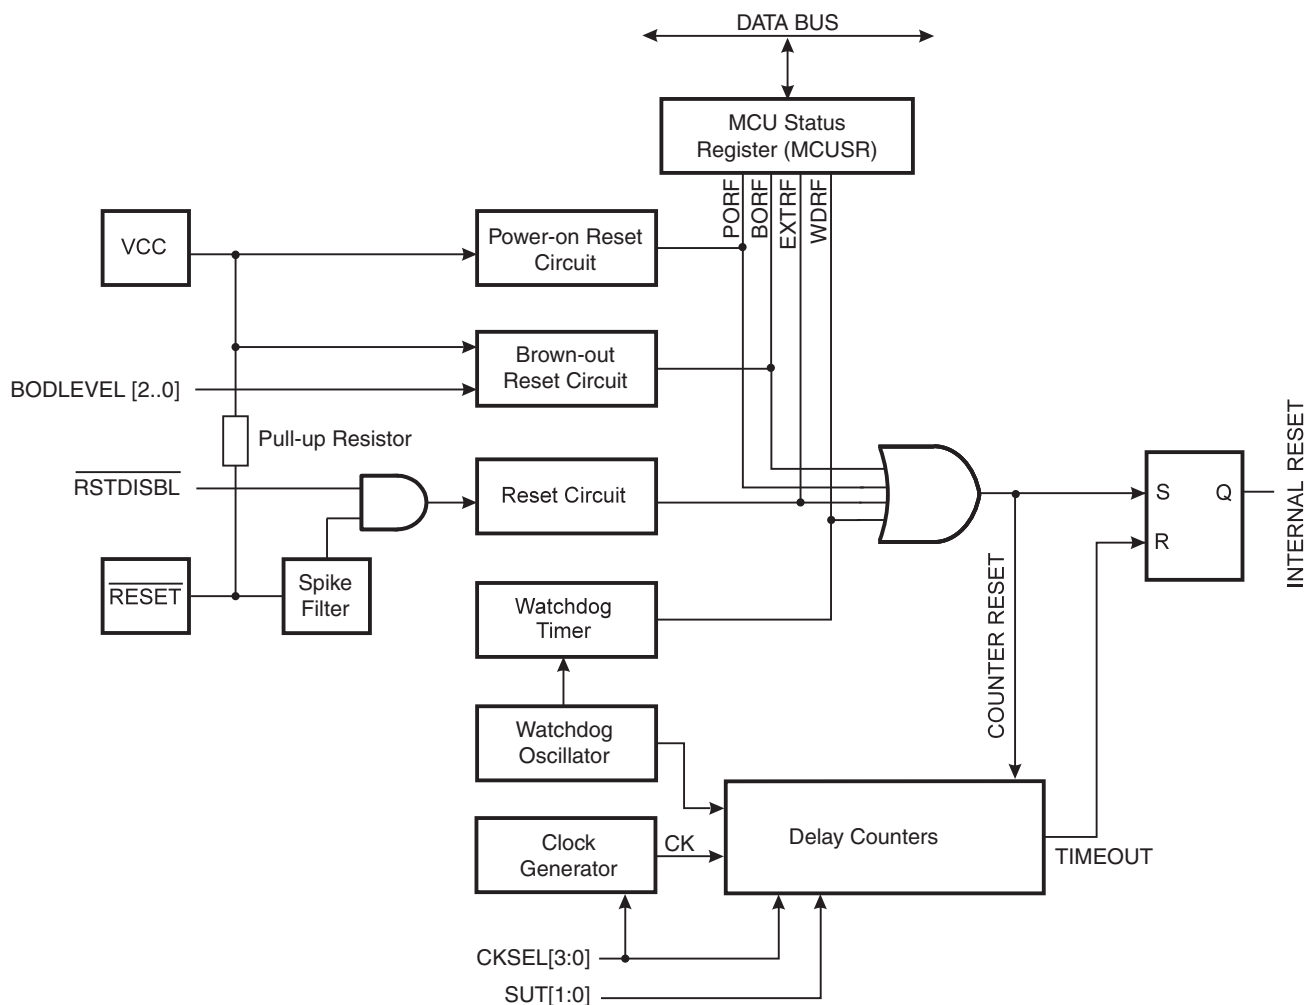 DATA BUS
MCU Status
Register (MCUSR)
PORF
BORF
EXTRF
WDRF
VCC
Power-on Reset
Circuit
Brown-out
Reset Circuit
BODLEVEL [2..0]
Pull-up Resistor
RSTDISBL
Reset Circuit
S
Q
R
INTERNAL RESET
RESET
Spike
Filter
Watchdog
Timer
COUNTER RESET
Watchdog
Oscillator
Clock
Generator
CK
Delay Counters
TIMEOUT
CKSEL[3:0]
SUT[1:0]